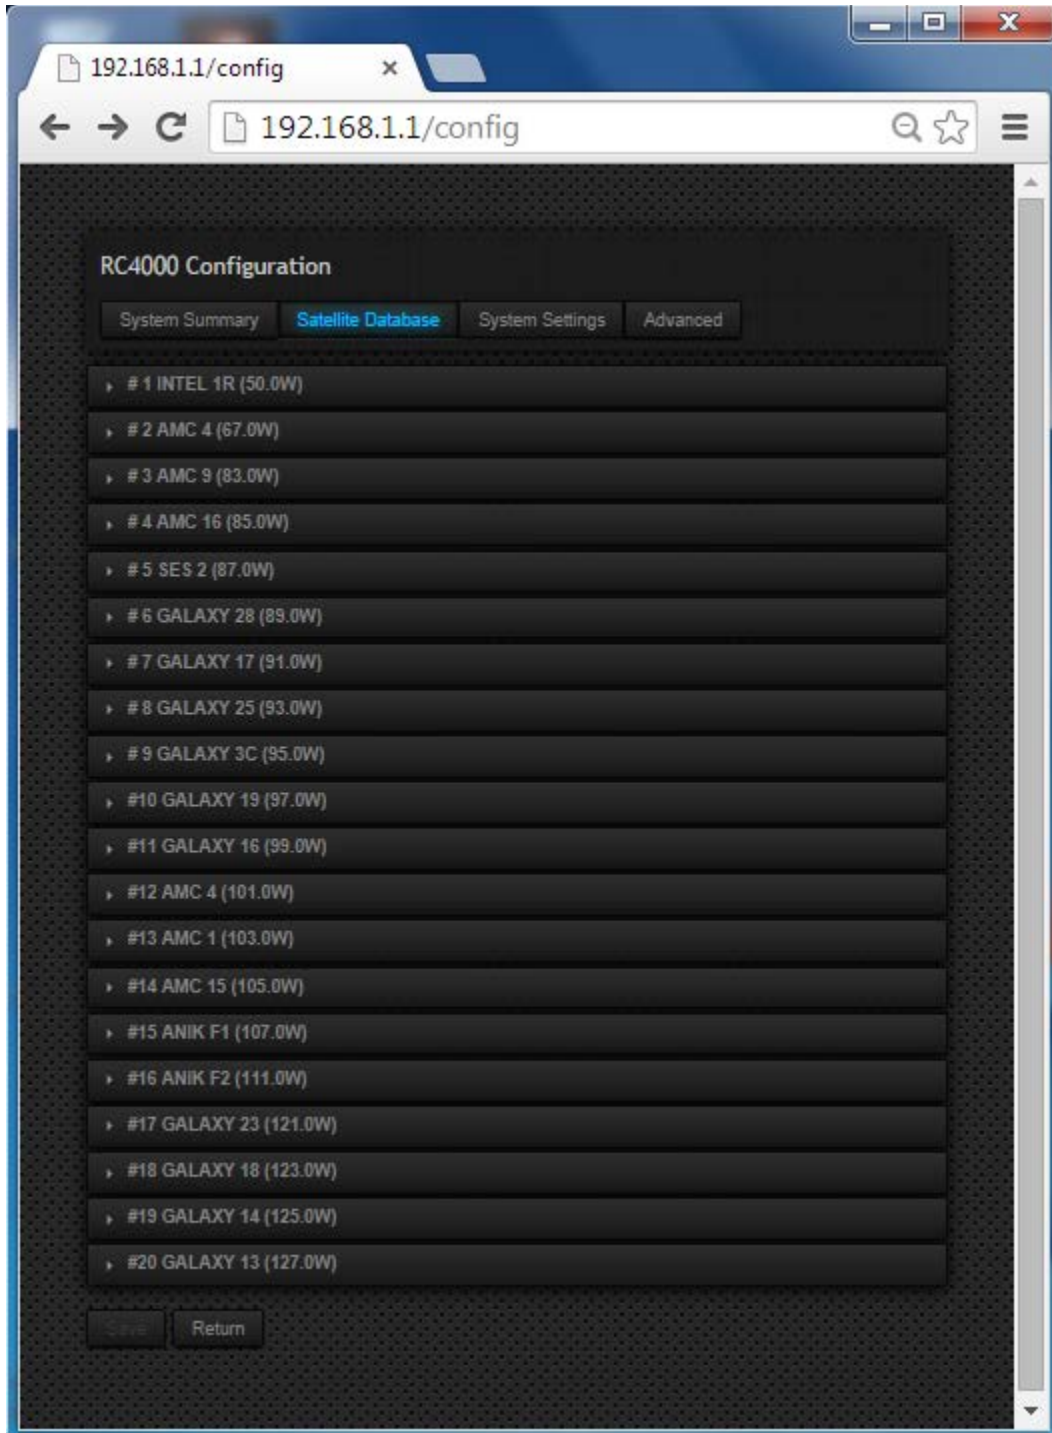 192.168.1.1/config
192.168.1.1/config
RC4000 Configuration
System Summary Satellite Database System Settings Advanced
# 1 INTEL 1R (50.0W)
# 2 AMC 4 (67.0W)
# 3 AMC 9 (83.0W)
# 4 AMC 16 (85.0W)
# 5 SES 2 (87.0W)
# 6 GALAXY 28 (89.0W)
# 7 GALAXY 17 (91.0W)
# 8 GALAXY 25 (93.0W)
# 9 GALAXY 3C (95.0W)
#10 GALAXY 19 (97.0W)
#11 GALAXY 16 (99.0W)
#12 AMC 4 (101.0W)
#13 AMC 1 (103.0W)
#14 AMC 15 (105.0W)
#15 ANIK F1 (107.0W)
#16 ANIK F2 (111.0W)
#17 GALAXY 23 (121.0W)
#18 GALAXY 18 (123.0W)
#19 GALAXY 14 (125.0W)
#20 GALAXY 13 (127.0W)
Save Return